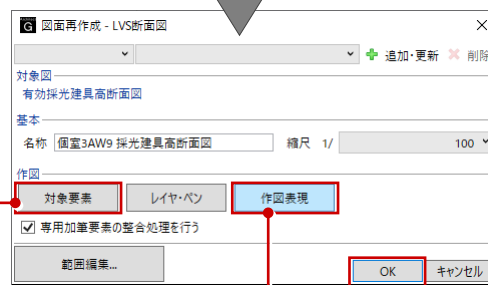 G 図面再作成 - LVS断面図
追加・更新 削除
対象図
有効採光建具高断面図
基本
名称 個室3AW9 採光建具高断面図 縮尺 1/ 100
作図
対象要素 レイヤ・ペン 作図表現
専用加筆要素の整合処理を行う
範囲編集... OK キャンセル